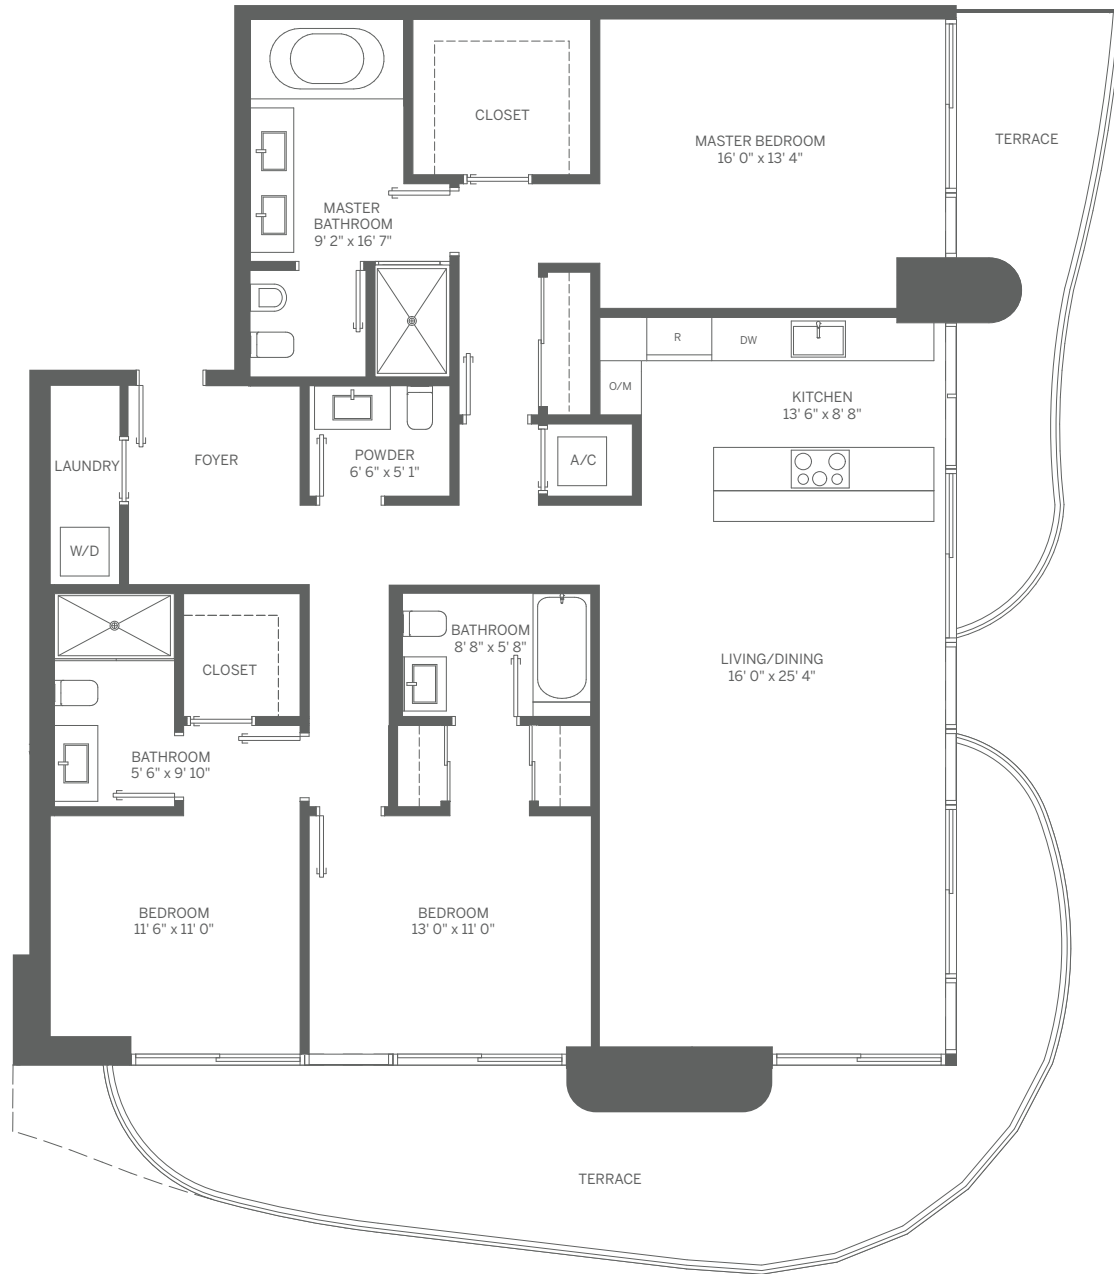 CLOSET
MASTER BEDROOM
16' 0" x 13' 4"
TERRACE
MASTER
BATHROOM
9' 2" x 16' 7"
R
DW
O/M
KITCHEN
13' 6" x 8' 8"
LAUNDRY
FOYER
POWDER
6' 6" x 5' 1"
A/C
W/D
BATHROOM
8' 8" x 5' 8"
CLOSET
LIVING/DINING
16' 0" x 25' 4"
BATHROOM
5' 6" x 9' 10"
BEDROOM
11' 6" x 11' 0"
BEDROOM
13' 0" x 11' 0"
TERRACE